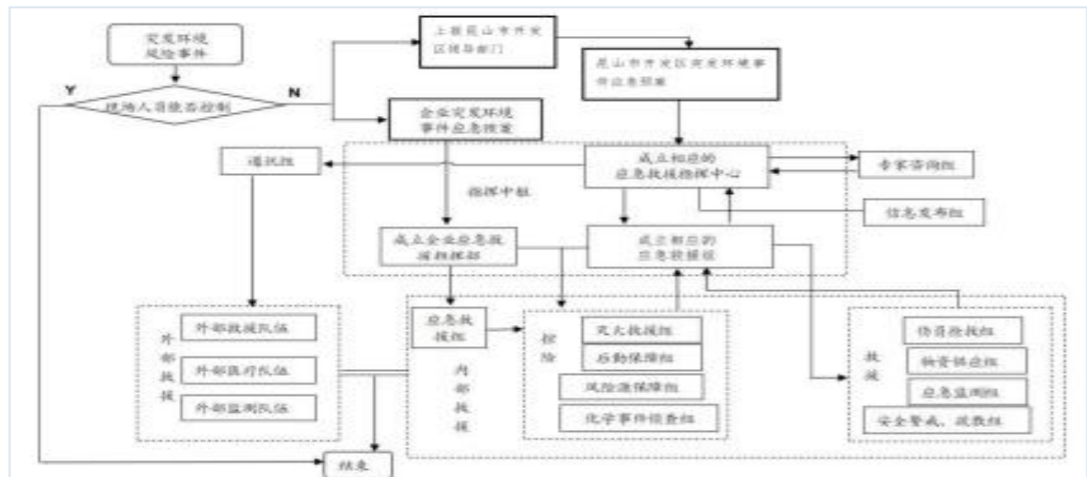 突发环境
风险事件
Y
N
现场人员能否控制
上报昆山市开发
区领导部门
昆山市开发区突发环境事
件应急预案
企业突发环境
事件应急预案
通讯组
成立相应的
应急救援指挥中心
专家咨询组
指挥中枢
信息发布组
成立企业应急救
援指挥部
成立相应的
应急救援组
外部救援
外部救援队伍
外部医疗队伍
外部监测队伍
应急救
援组
内部救援
抢险
灭火救援组
后勤保障组
风险源保障组
化学事件侦查组
救援
伤员抢救组
物资供应组
应急监测组
安全警戒、疏散组
结束